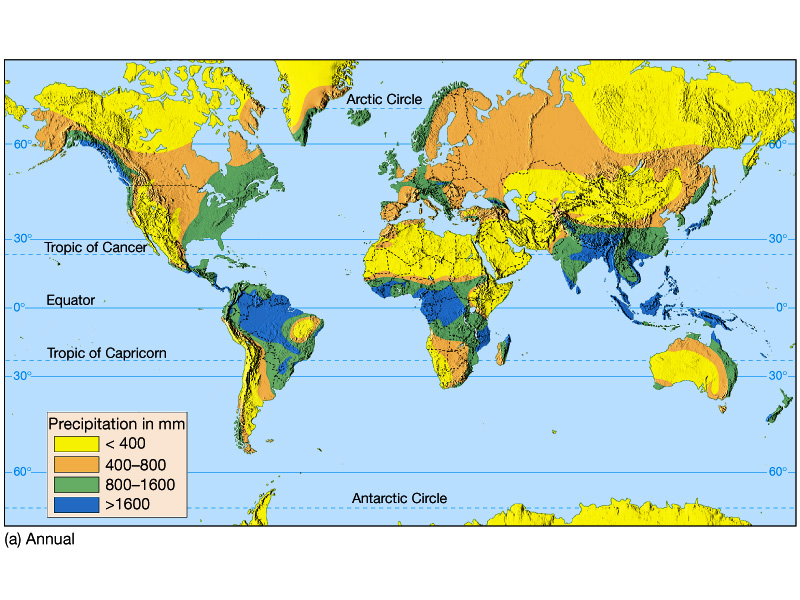 Arctic Circle
60°
30°
30°
Tropic of Cancer
Equator
0°
0°
Tropic of Capricorn
30°
30°
Precipitation in mm
< 400
400–800
800–1600
>1600
60°
60°
Antarctic Circle
(a) Annual